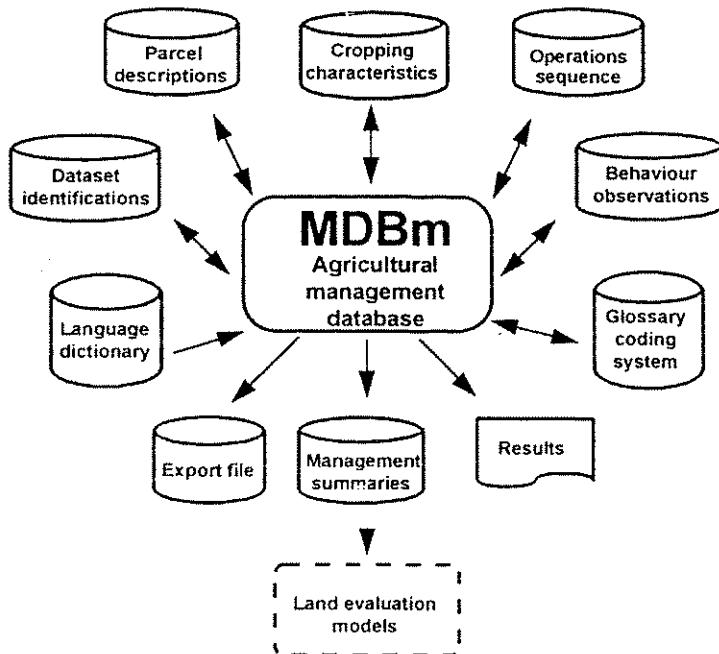 Parcel
descriptions
Cropping
characteristics
Operations
sequence
Dataset
identifications
Behaviour
observations
MDBm
Agricultural
management
database
Language
dictionary
Glossary
coding
system
Export file
Management
summaries
Results
Land evaluation
models